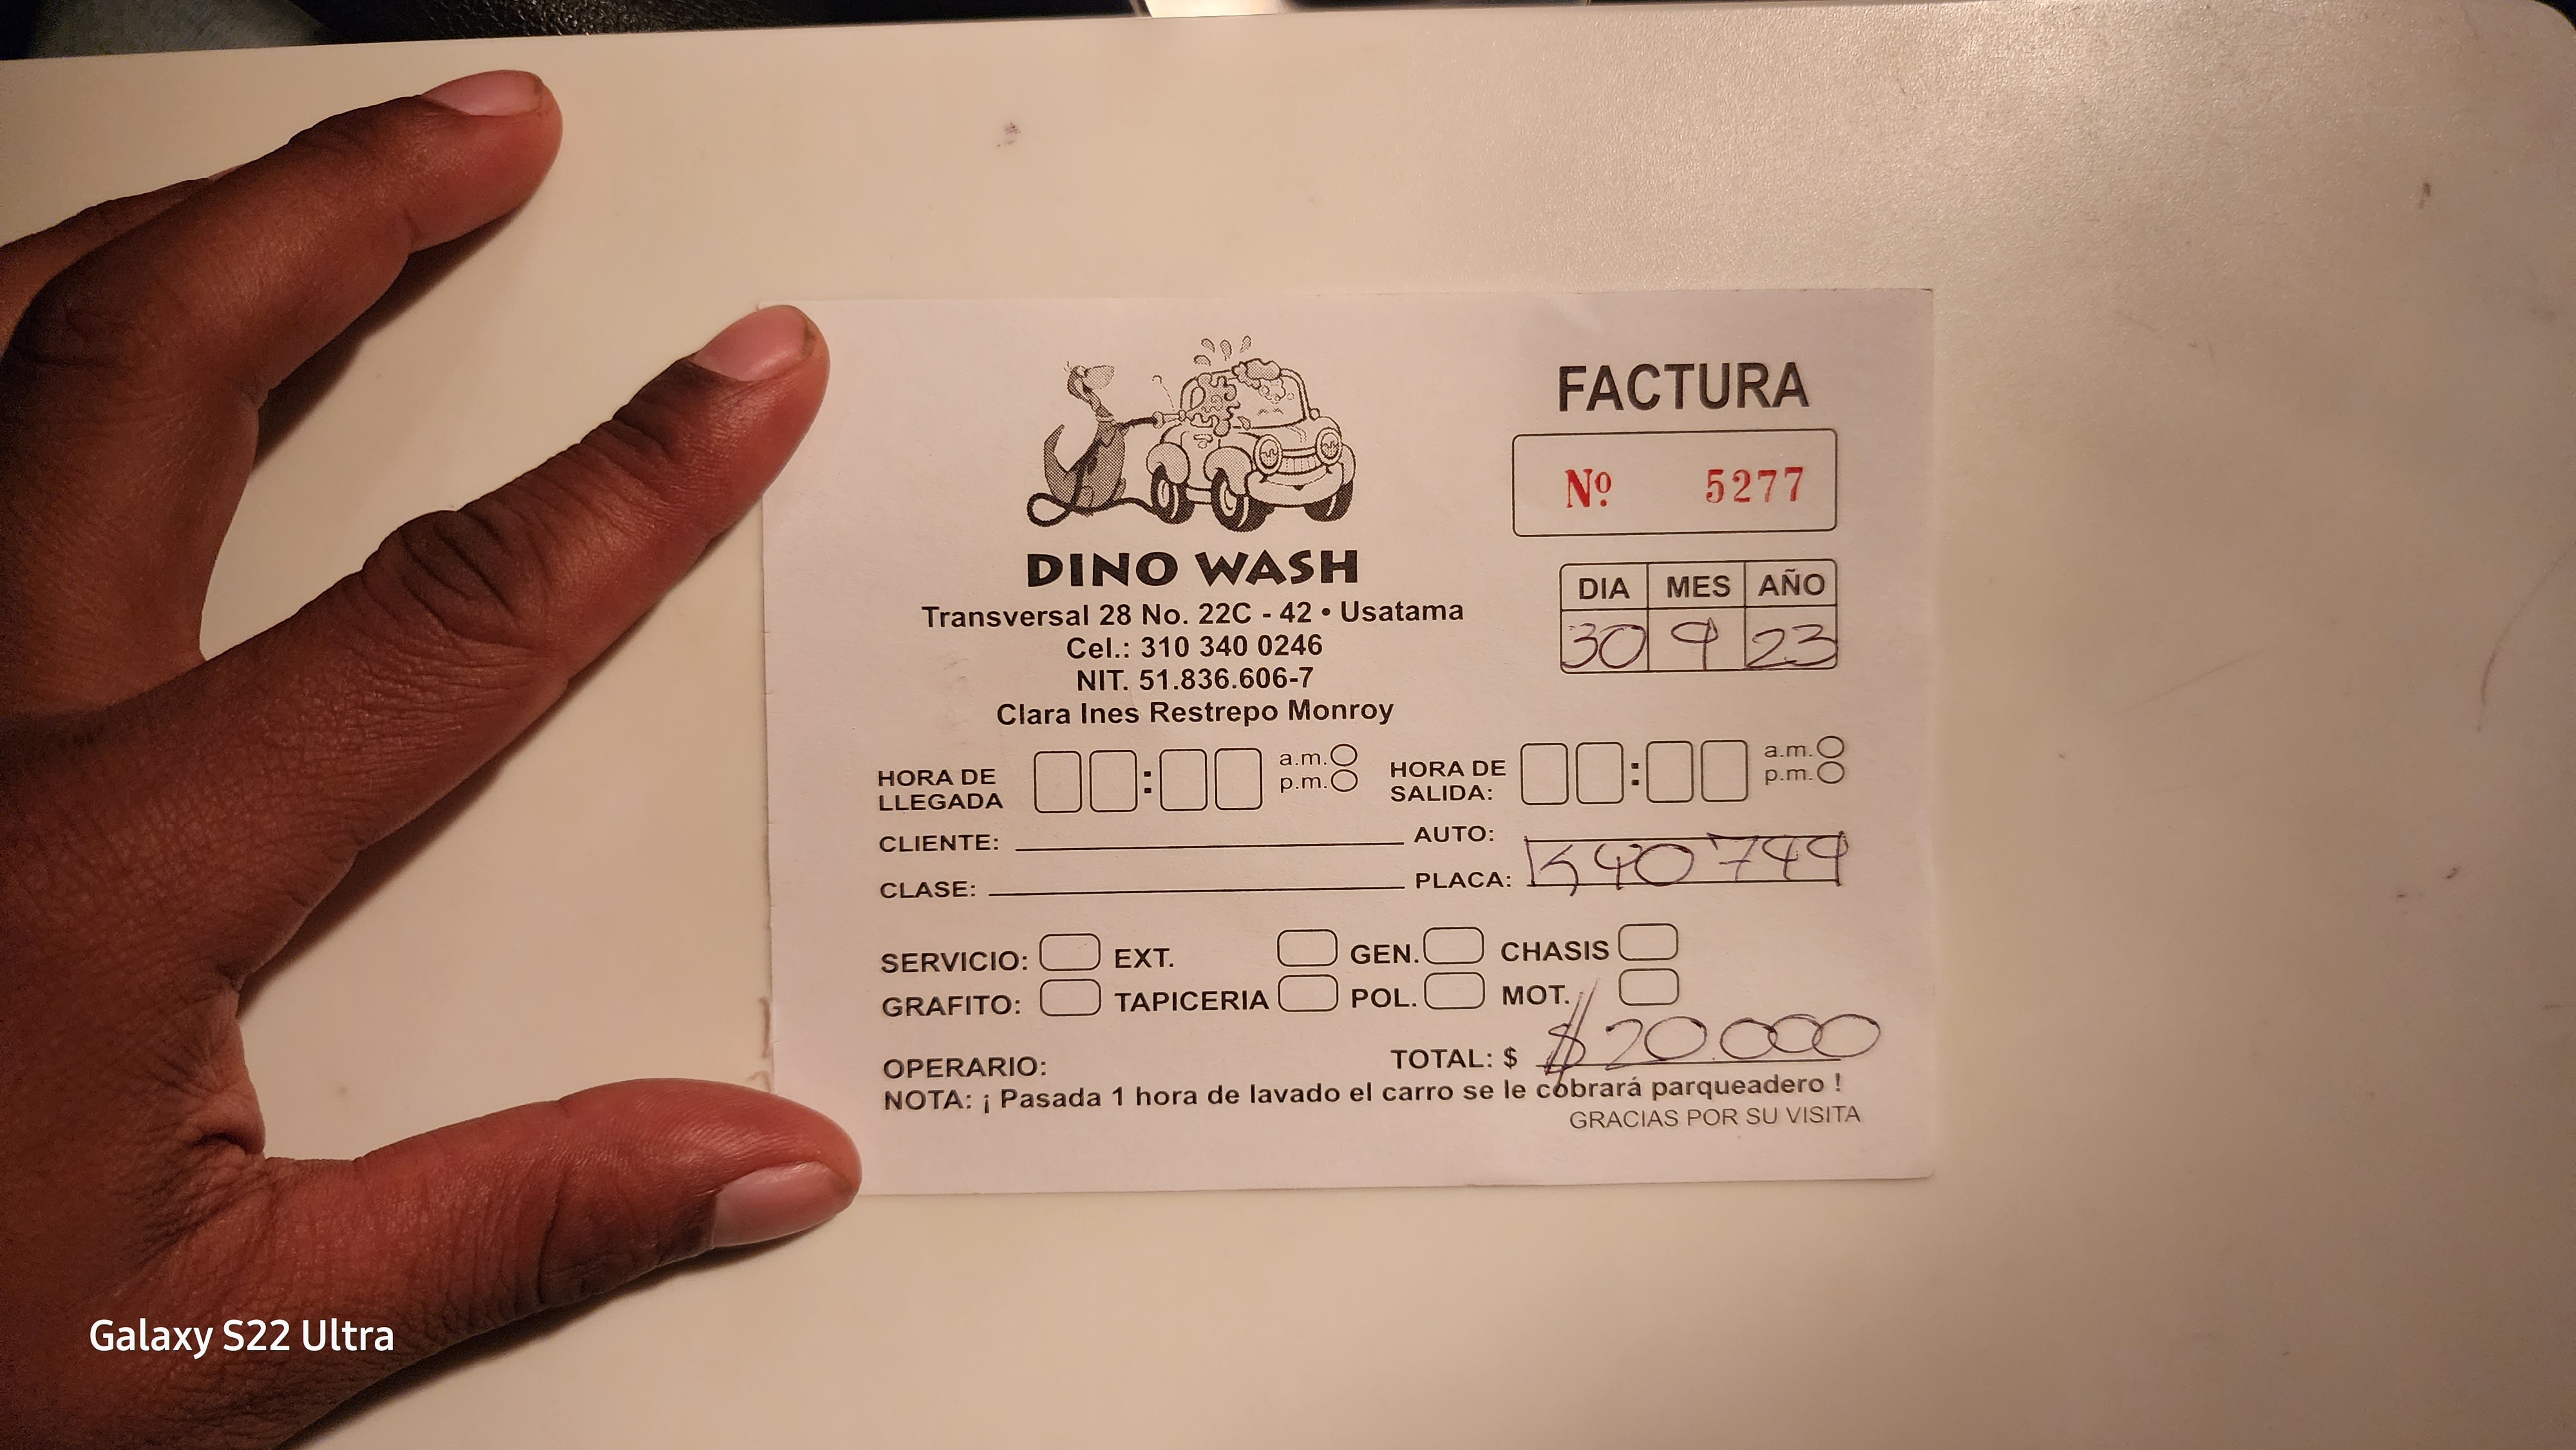 FACTURA
Nº 5277
DINO WASH
Transversal 28 No. 22C - 42 • Usatama
Cel.: 310 340 0246
NIT. 51.836.606-7
Clara Ines Restrepo Monroy
DIA MES AÑO
30 9 23
HORA DE LLEGADA : a.m. p.m. HORA DE SALIDA: : a.m. p.m.
CLIENTE: AUTO:
CLASE: PLACA:
SERVICIO: EXT. GEN. CHASIS
GRAFITO: TAPICERIA POL. MOT.
OPERARIO: TOTAL: $ $20.000
NOTA: ¡ Pasada 1 hora de lavado el carro se le cobrará parqueadero !
GRACIAS POR SU VISITA
Galaxy S22 Ultra